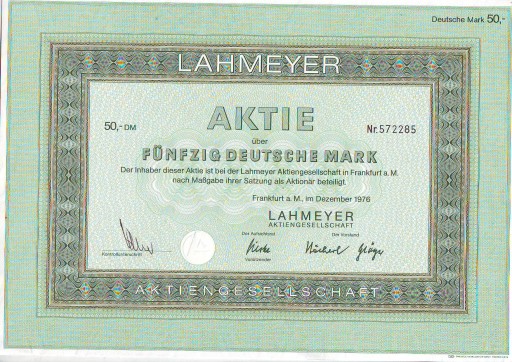 Deutsche Mark 50,-
LAHMEYER
AKTIE
50,- DM
Nr. 572285
über
FÜNFZIG DEUTSCHE MARK
Der Inhaber dieser Aktie ist bei der Lahmeyer Aktiengesellschaft in Frankfurt a. M.
nach Maßgabe ihrer Satzung als Aktionär beteiligt.
Frankfurt a. M., im Dezember 1976
LAHMEYER
AKTIENGESELLSCHAFT
Der Aufsichtsrat Der Vorstand
Kontrollunterschrift
Vorsitzender
AKTIENGESELLSCHAFT